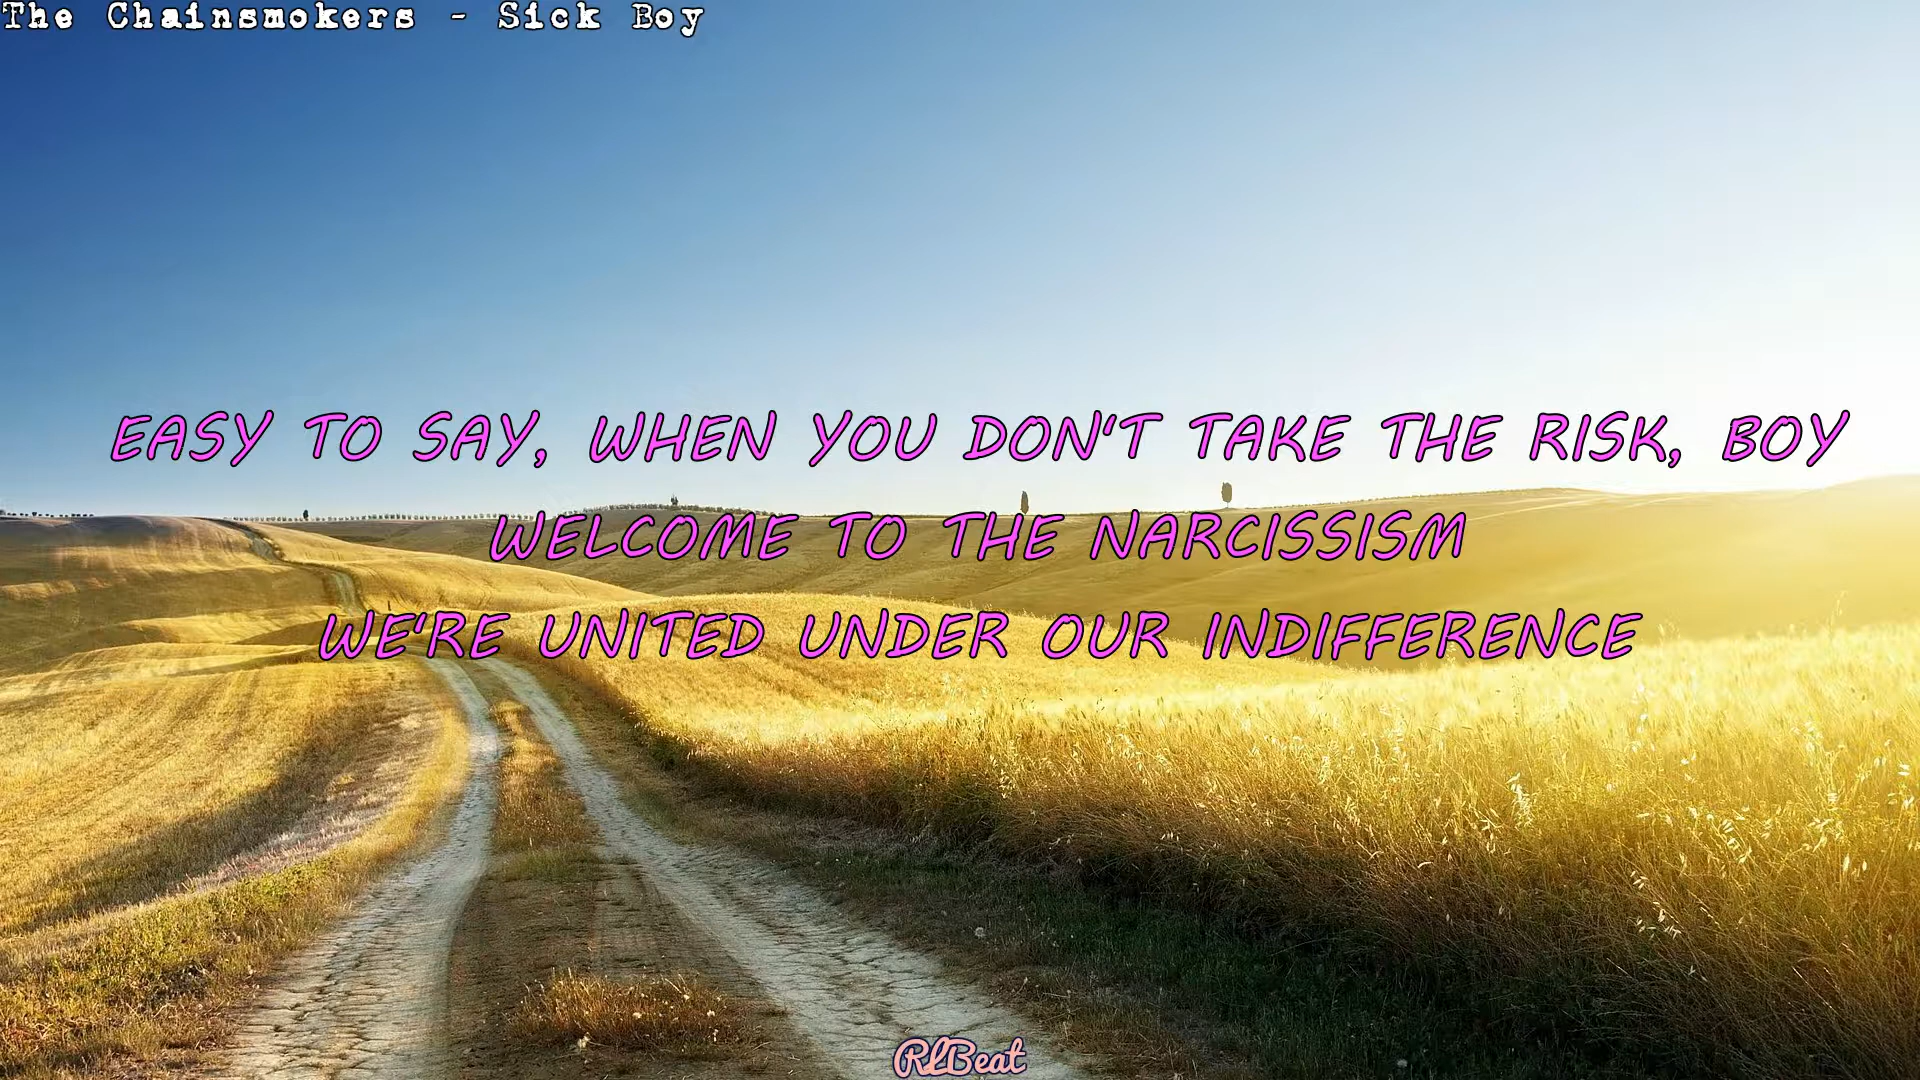 The Chainsmokers - Sick Boy
EASY TO SAY, WHEN YOU DON'T TAKE THE RISK, BOY
WELCOME TO THE NARCISSISM
WE'RE UNITED UNDER OUR INDIFFERENCE
RLBeat